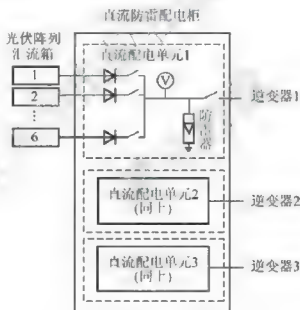 直流防雷配电柜
光伏阵列
汇流箱
直流配电单元1
1
2
⋮
6
V
防雷器
逆变器1
直流配电单元2
(同上)
逆变器2
直流配电单元3
(同上)
逆变器3